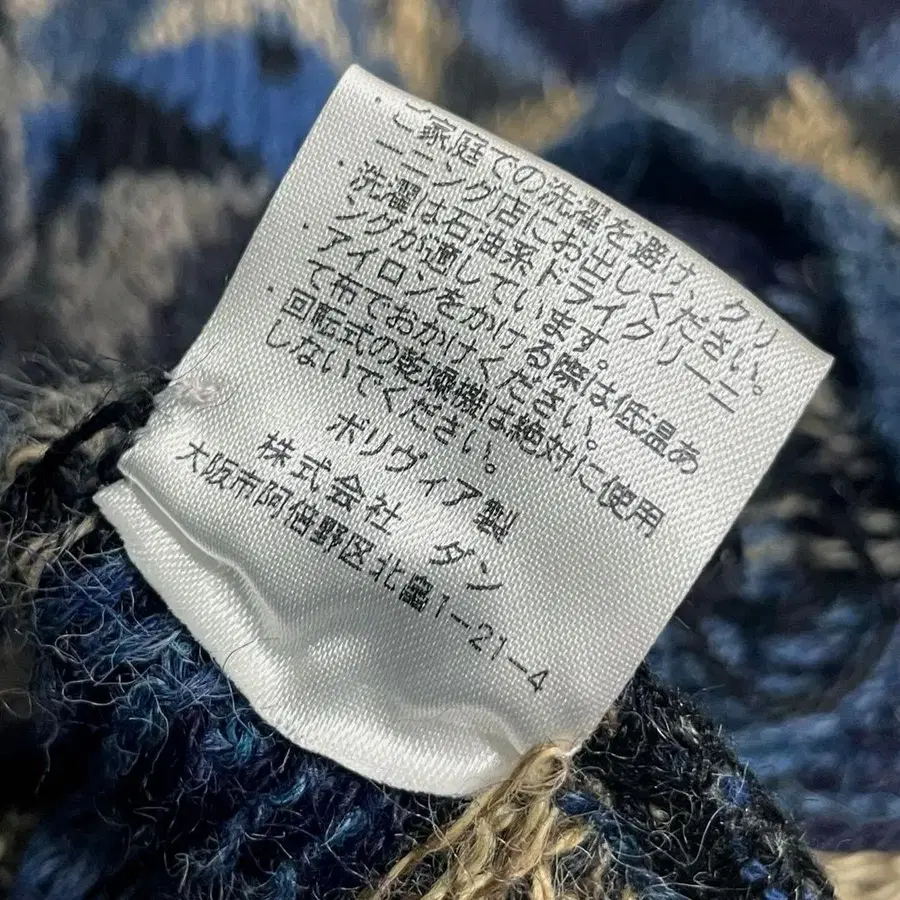 ・ご家庭での洗濯を避け、クリ
ーニング店にお出しください。
・洗濯は石油系ドライクリーニ
ングが適しています。
・アイロンをかける際は低温あ
て布でおかけください。
・回転式の乾燥機は絶対に使用
しないでください。
ボリヴィア製
株式会社 ダン
大阪市阿倍野区北畠1-21-4